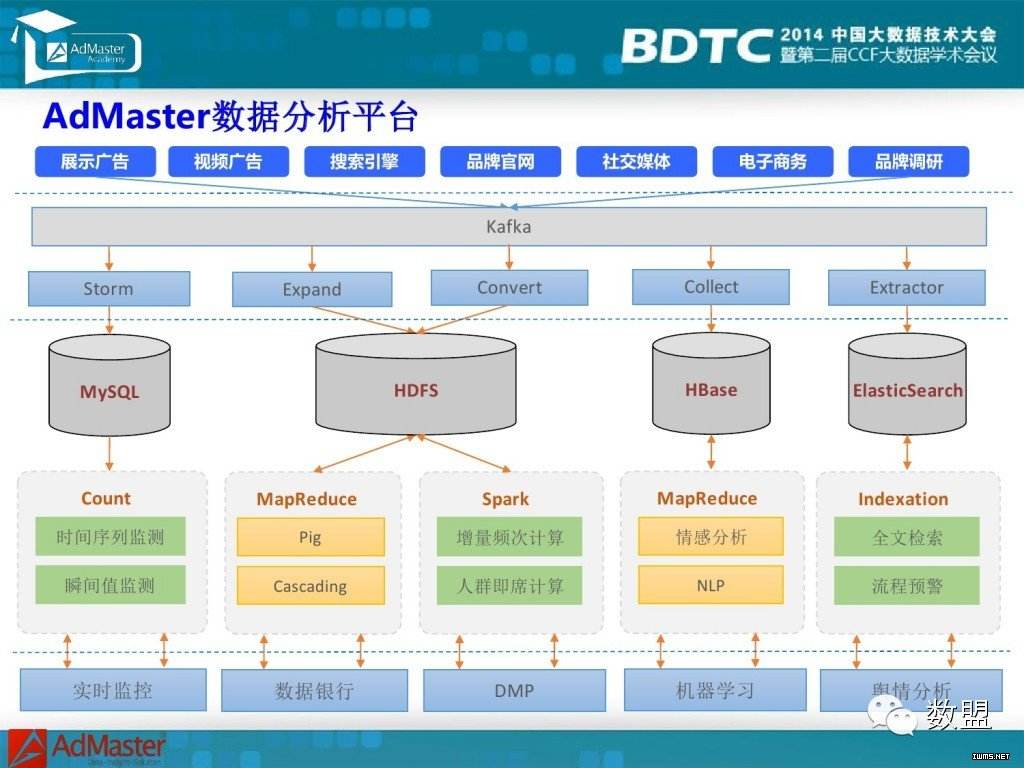 AdMaster
Academy
BDTC 2014 中国大数据技术大会
暨第二届CCF大数据学术会议
AdMaster数据分析平台
展示广告 视频广告 搜索引擎 品牌官网 社交媒体 电子商务 品牌调研
Kafka
Storm Expand Convert Collect Extractor
MySQL HDFS HBase ElasticSearch
Count MapReduce Spark MapReduce Indexation
时间序列监测 Pig 增量频次计算 情感分析 全文检索
瞬间值监测 Cascading 人群即席计算 NLP 流程预警
实时监控 数据银行 DMP 机器学习 舆情分析
数盟
AdMaster
Data·Insight·Solution
IWMS.NET